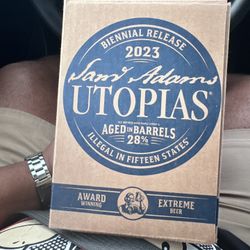 BIENNIAL RELEASE
2023
Sam Adams
UTOPIAS®
AGED IN BARRELS
28%
ILLEGAL IN FIFTEEN STATES
AWARD
WINNING
EXTREME
BEER